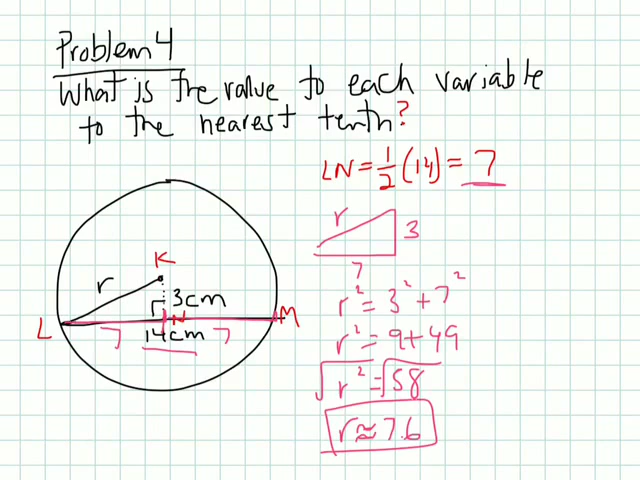 Problem 4
What is the value to each variable
to the nearest tenth?
LN = 1/2 (14) = 7
r
3
7
K
r
3cm
L
N
M
7
14cm
7
r² = 3² + 7²
r² = 9 + 49
√r² = √58
r ≈ 7.6